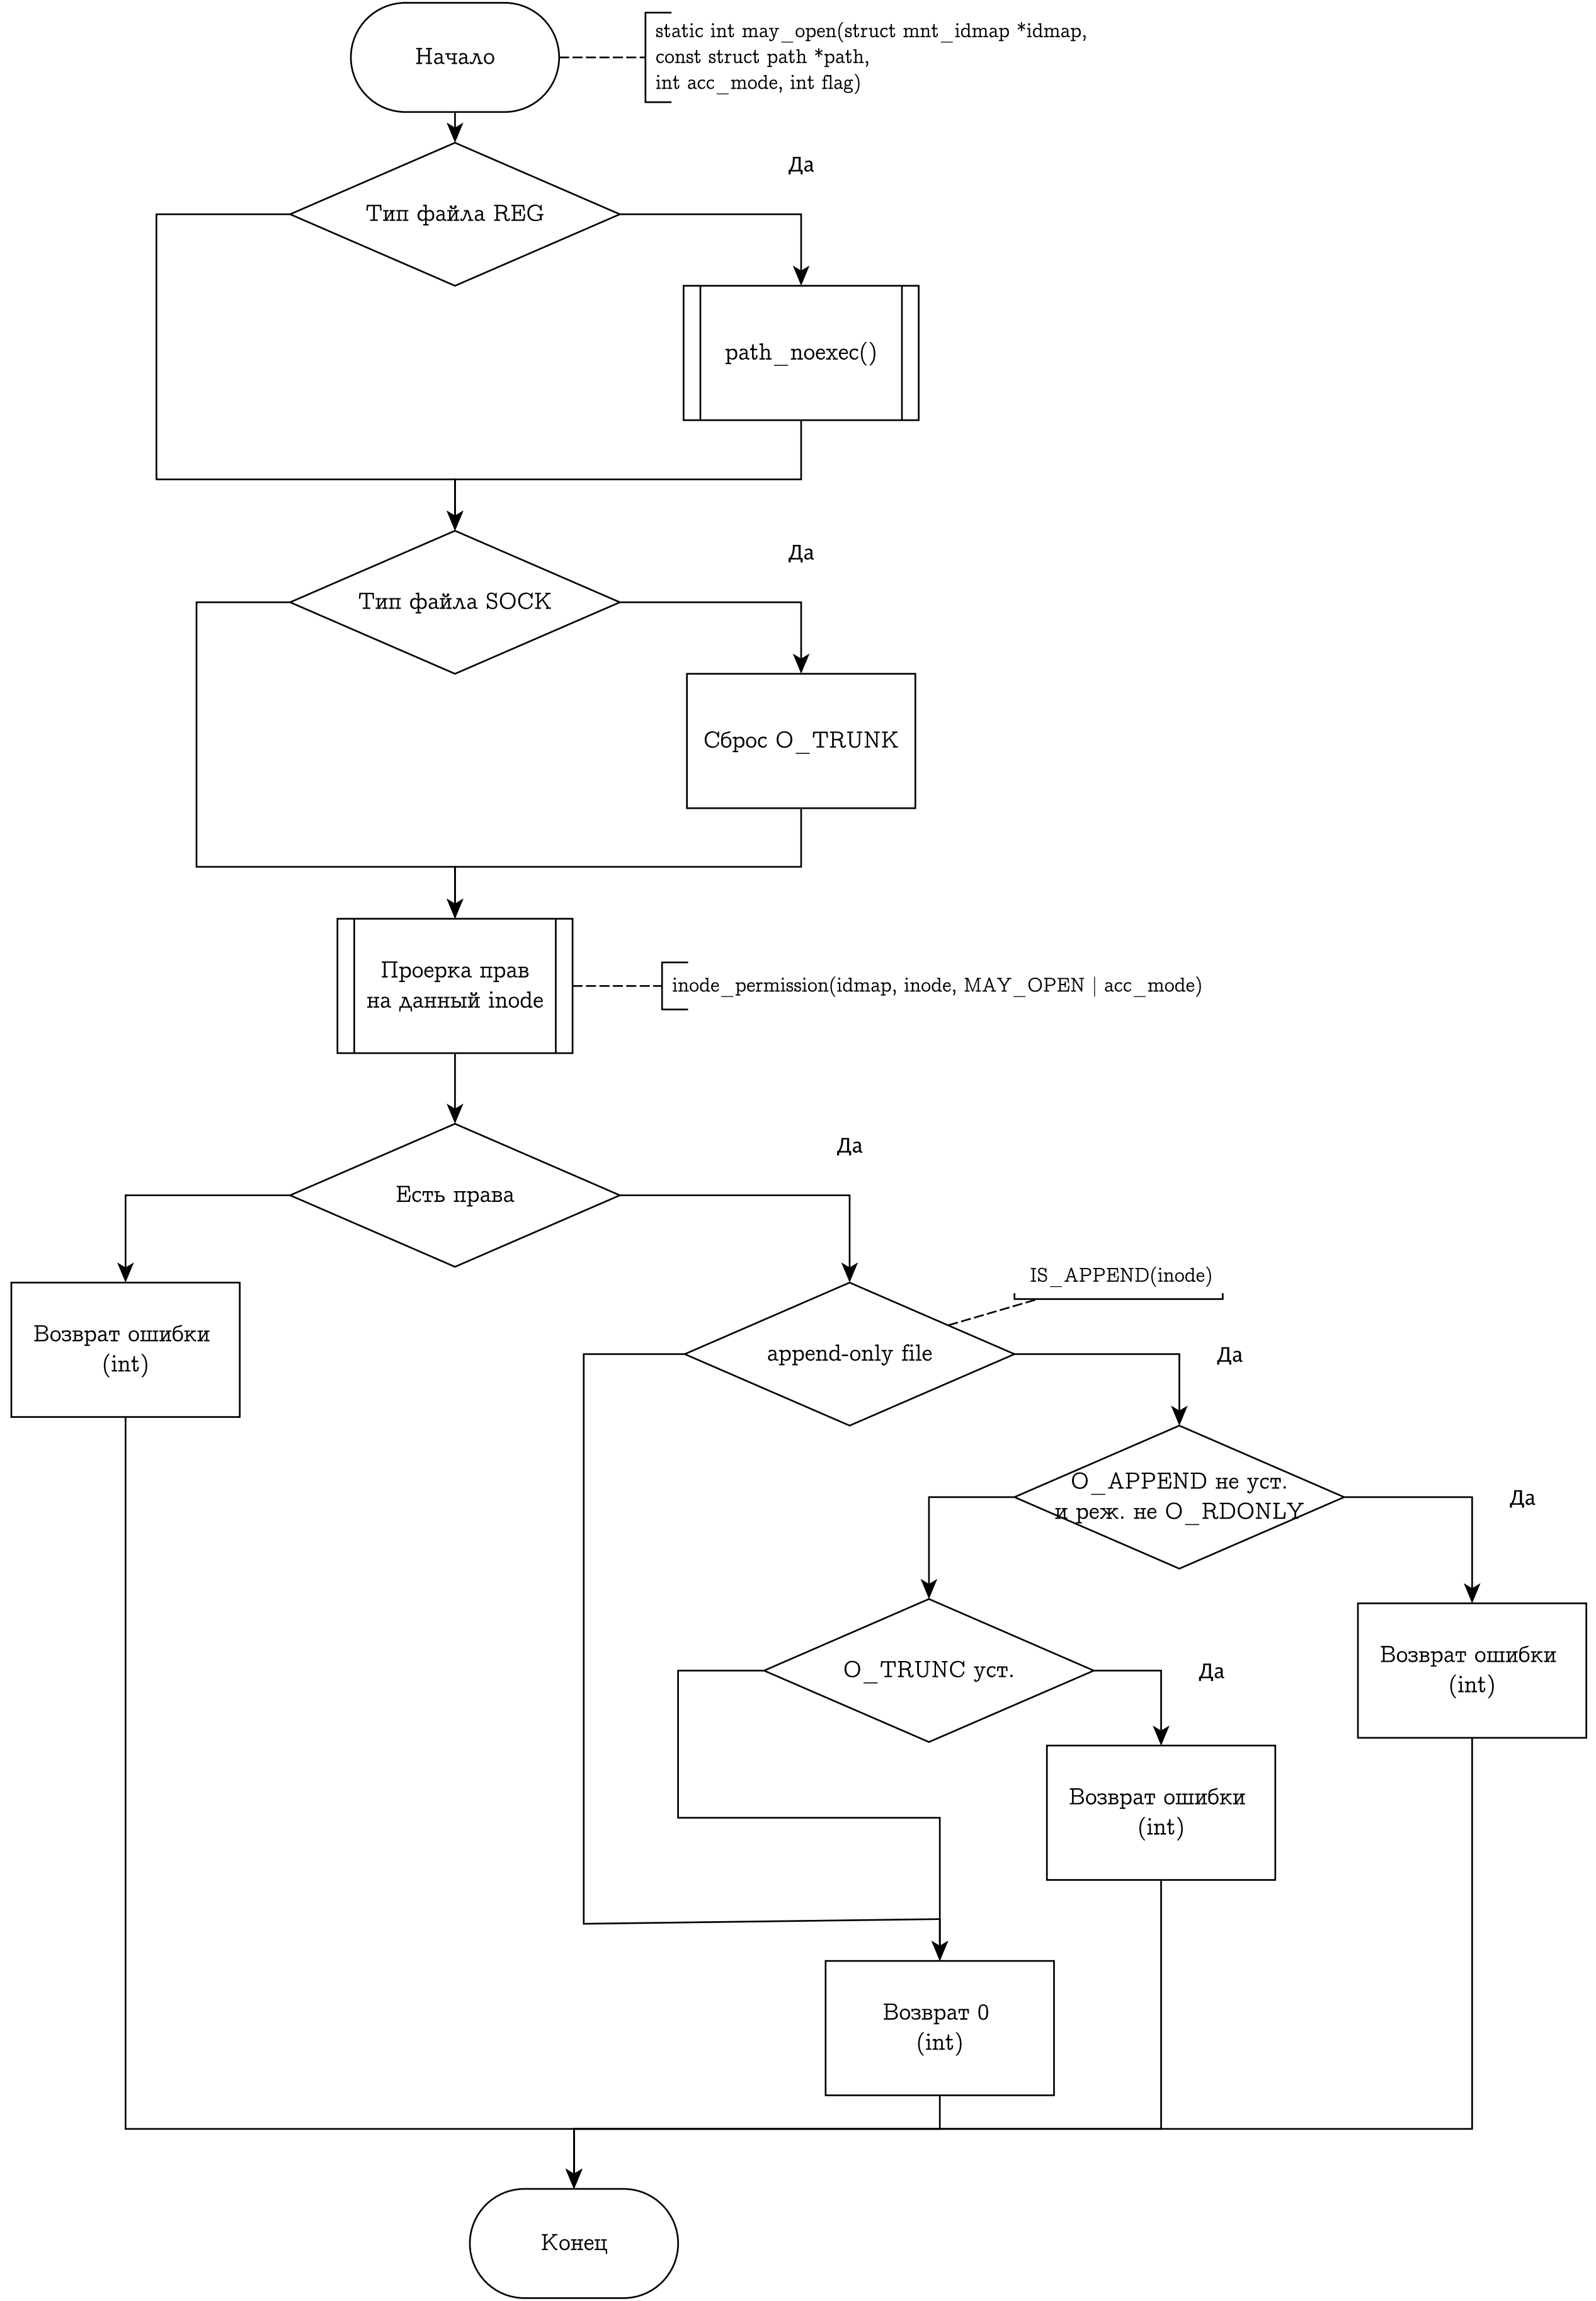 Начало
static int may_open(struct mnt_idmap *idmap,
const struct path *path,
int acc_mode, int flag)
Да
Тип файла REG
path_noexec()
Да
Тип файла SOCK
Сброс O_TRUNK
Проерка прав
на данный inode
inode_permission(idmap, inode, MAY_OPEN | acc_mode)
Да
Есть права
IS_APPEND(inode)
Возврат ошибки
(int)
append-only file
Да
O_APPEND не уст.
и реж. не O_RDONLY
Да
O_TRUNC уст.
Да
Возврат ошибки
(int)
Возврат ошибки
(int)
Возврат 0
(int)
Конец